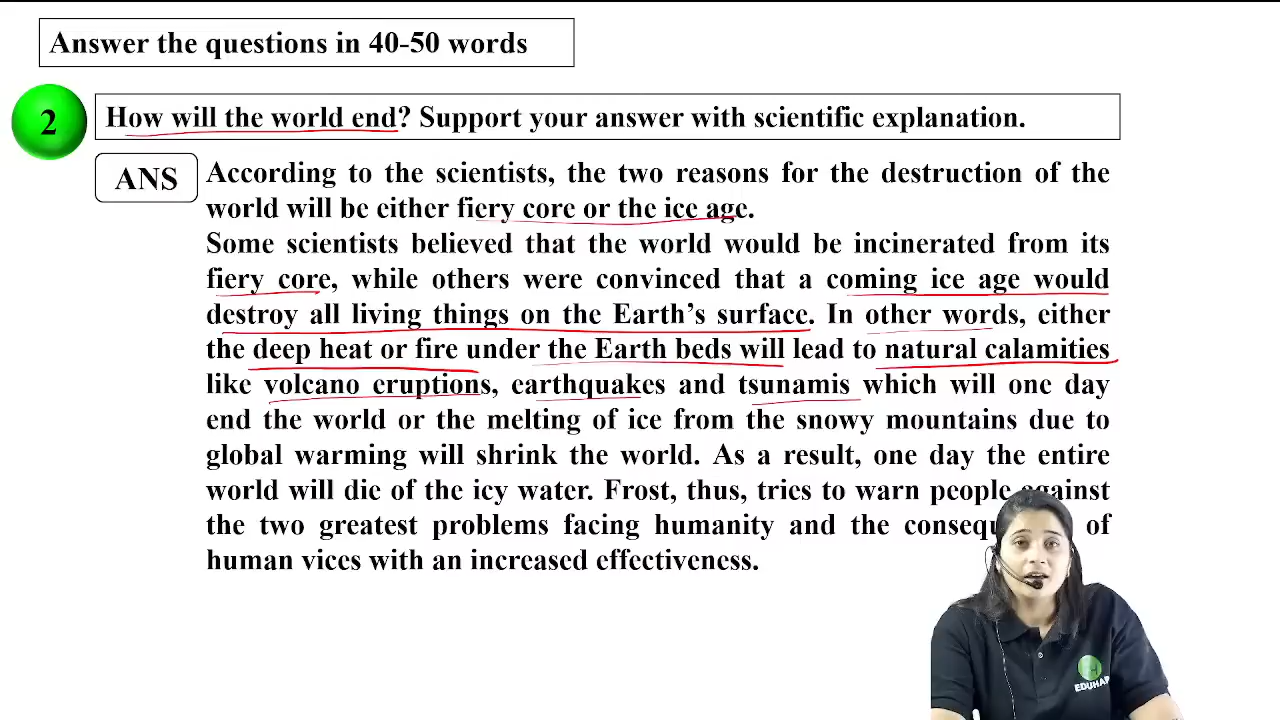 Answer the questions in 40-50 words
2
How will the world end? Support your answer with scientific explanation.
ANS
According to the scientists, the two reasons for the destruction of the
world will be either fiery core or the ice age.
Some scientists believed that the world would be incinerated from its
fiery core, while others were convinced that a coming ice age would
destroy all living things on the Earth's surface. In other words, either
the deep heat or fire under the Earth beds will lead to natural calamities
like volcano eruptions, earthquakes and tsunamis which will one day
end the world or the melting of ice from the snowy mountains due to
global warming will shrink the world. As a result, one day the entire
world will die of the icy water. Frost, thus, tries to warn people against
the two greatest problems facing humanity and the of
human vices with an increased effectiveness.